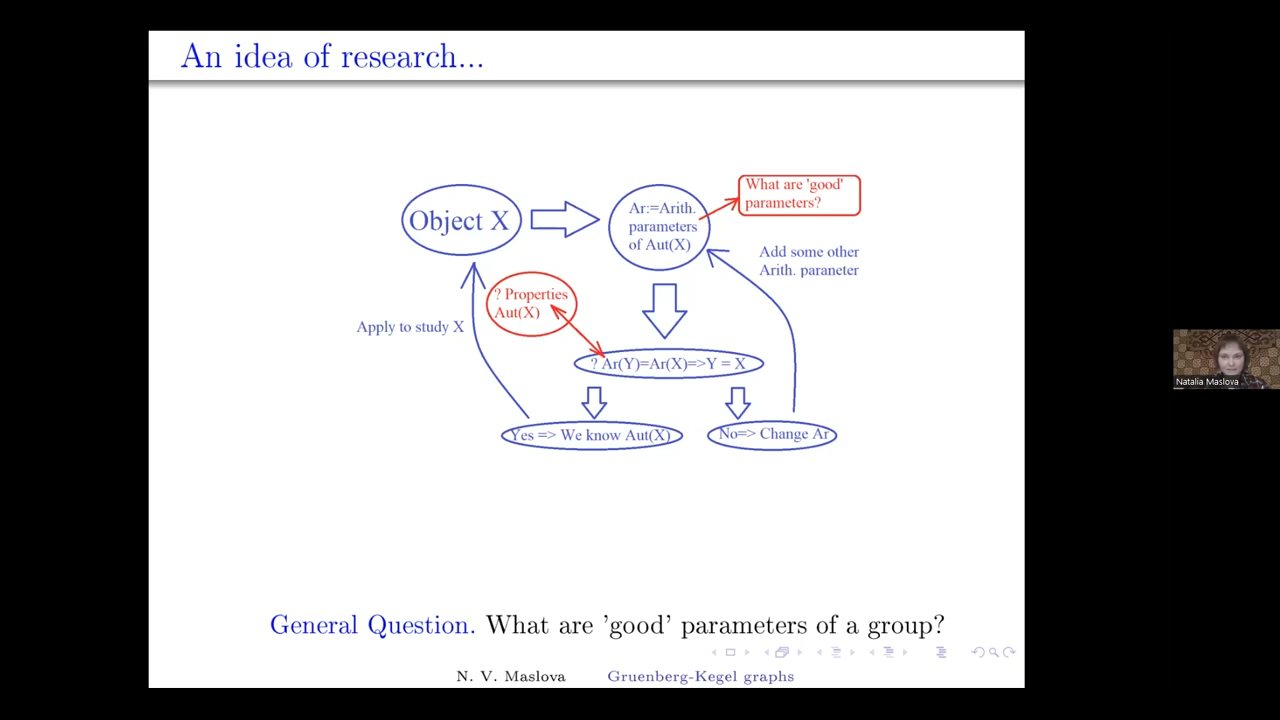 An idea of research...
Object X
Ar:=Arith.
parameters
of Aut(X)
What are 'good'
parameters?
Add some other
Arith. paraneter
? Properties
Aut(X)
Apply to study X
? Ar(Y)=Ar(X)=>Y = X
Yes => We know Aut(X)
No=> Change Ar
General Question. What are 'good' parameters of a group?
N. V. Maslova
Gruenberg-Kegel graphs
Natalia Maslova